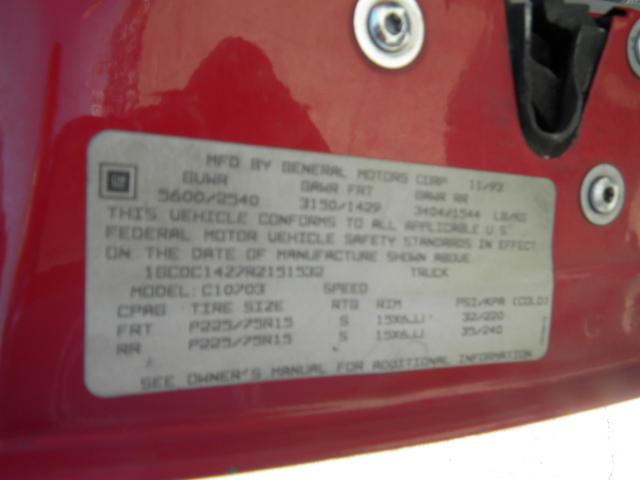 MFD BY GENERAL MOTORS CORP 11/93
GM
GVWR GAWR FRT GAWR RR
5600/2540 3150/1429 3404/1544 LB/KG
THIS VEHICLE CONFORMS TO ALL APPLICABLE U.S.
FEDERAL MOTOR VEHICLE SAFETY STANDARDS IN EFFECT
ON THE DATE OF MANUFACTURE SHOWN ABOVE.
1GCDC14Z7RZ151532 TRUCK
MODEL: C10703 SPEED
CPAG TIRE SIZE RTG RIM PSI/KPA (COLD)
FRT P225/75R15 S 15X6JJ 32/220
RR P225/75R15 S 15X6JJ 35/240
SEE OWNER'S MANUAL FOR ADDITIONAL INFORMATION